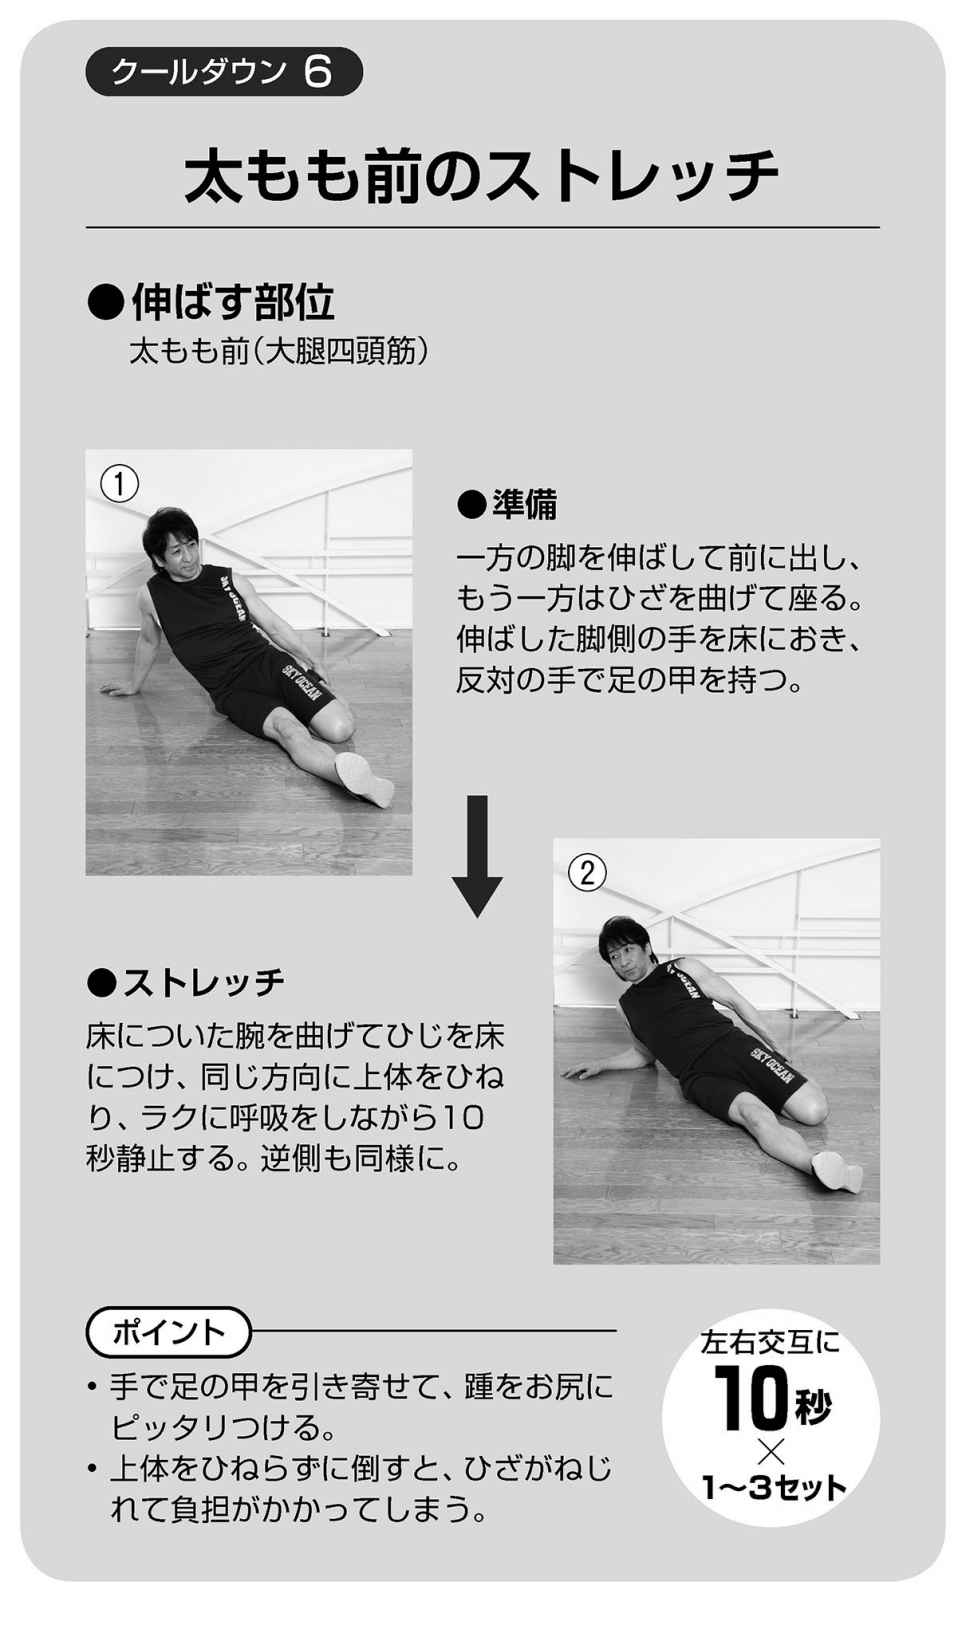 クールダウン 6
太もも前のストレッチ
●伸ばす部位
太もも前(大腿四頭筋)
①
SKY OCEAN
SKY OCEAN
●準備
一方の脚を伸ばして前に出し、
もう一方はひざを曲げて座る。
伸ばした脚側の手を床におき、
反対の手で足の甲を持つ。
②
SKY OCEAN
●ストレッチ
床についた腕を曲げてひじを床
につけ、同じ方向に上体をひね
り、ラクに呼吸をしながら10
秒静止する。逆側も同様に。
ポイント
・手で足の甲を引き寄せて、踵をお尻に
ピッタリつける。
・上体をひねらずに倒すと、ひざがねじ
れて負担がかかってしまう。
左右交互に
10秒
×
1〜3セット